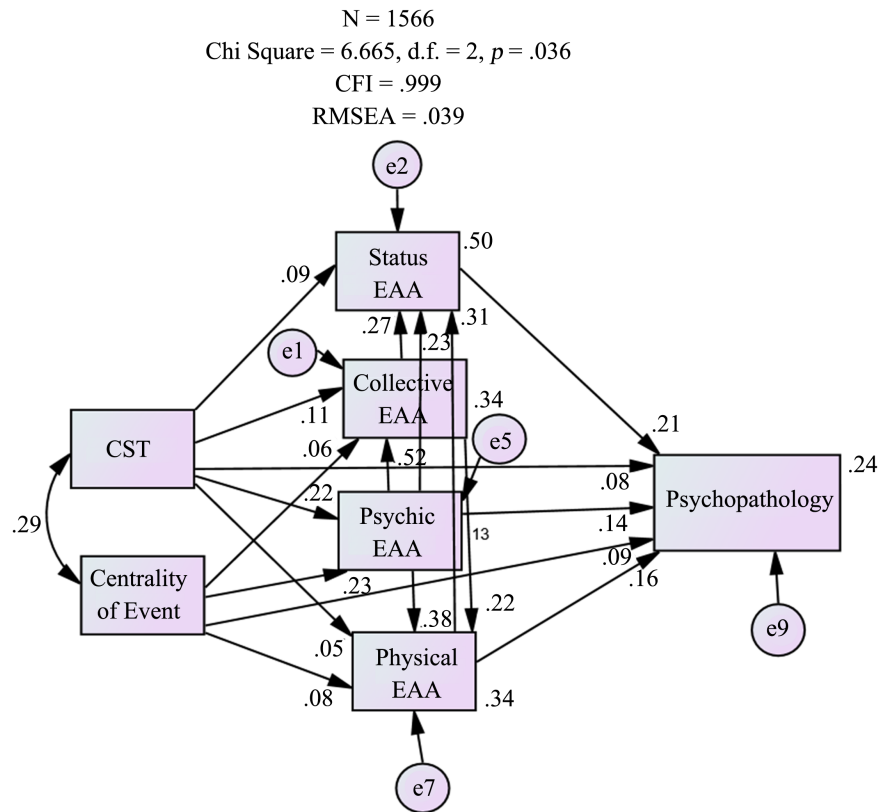 N = 1566
Chi Square = 6.665, d.f. = 2, p = .036
CFI = .999
RMSEA = .039
e2
Status
EAA
.50
.09
.27
.23
.31
e1
Collective
EAA
.34
.11
.06
.52
e5
CST
.21
.24
.08
Psychopathology
.22
Psychic
EAA
13
.14
.29
Centrality
of Event
.23
.09
.16
.38
.22
e9
.05
Physical
EAA
.08
.34
e7